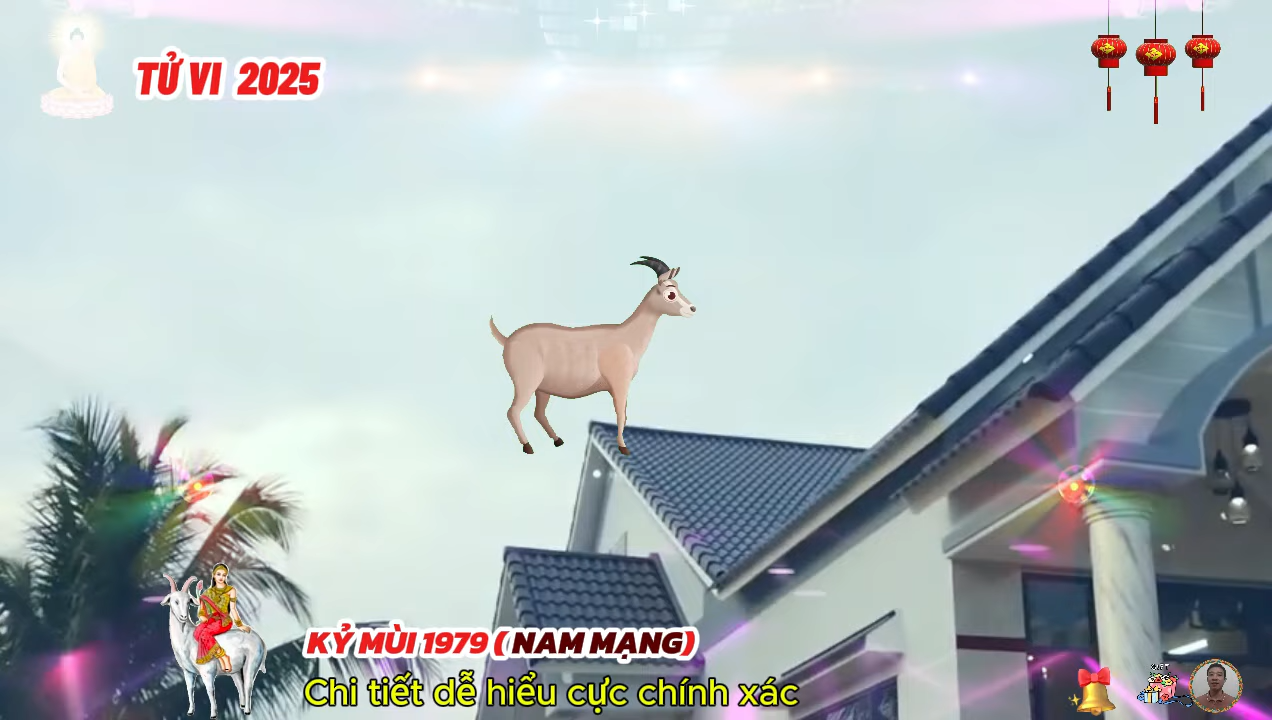 TỬ VI 2025
KỶ MÙI 1979 ( NAM MẠNG)
Chi tiết dễ hiểu cực chính xác